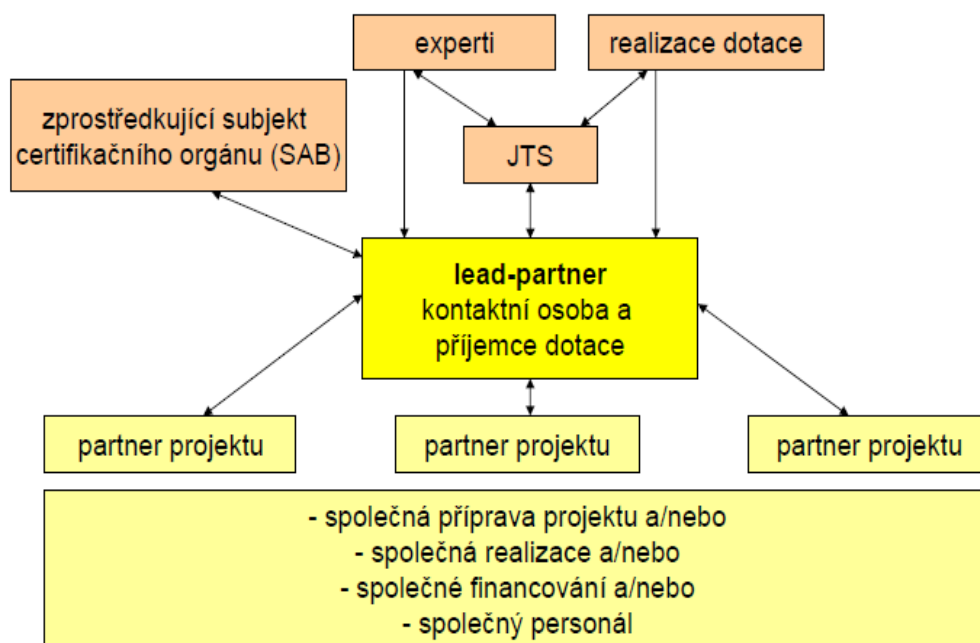 experti
realizace dotace
zprostředkující subjekt
certifikačního orgánu (SAB)
JTS
lead-partner
kontaktní osoba a
příjemce dotace
partner projektu
partner projektu
partner projektu
- společná příprava projektu a/nebo
- společná realizace a/nebo
- společné financování a/nebo
- společný personál